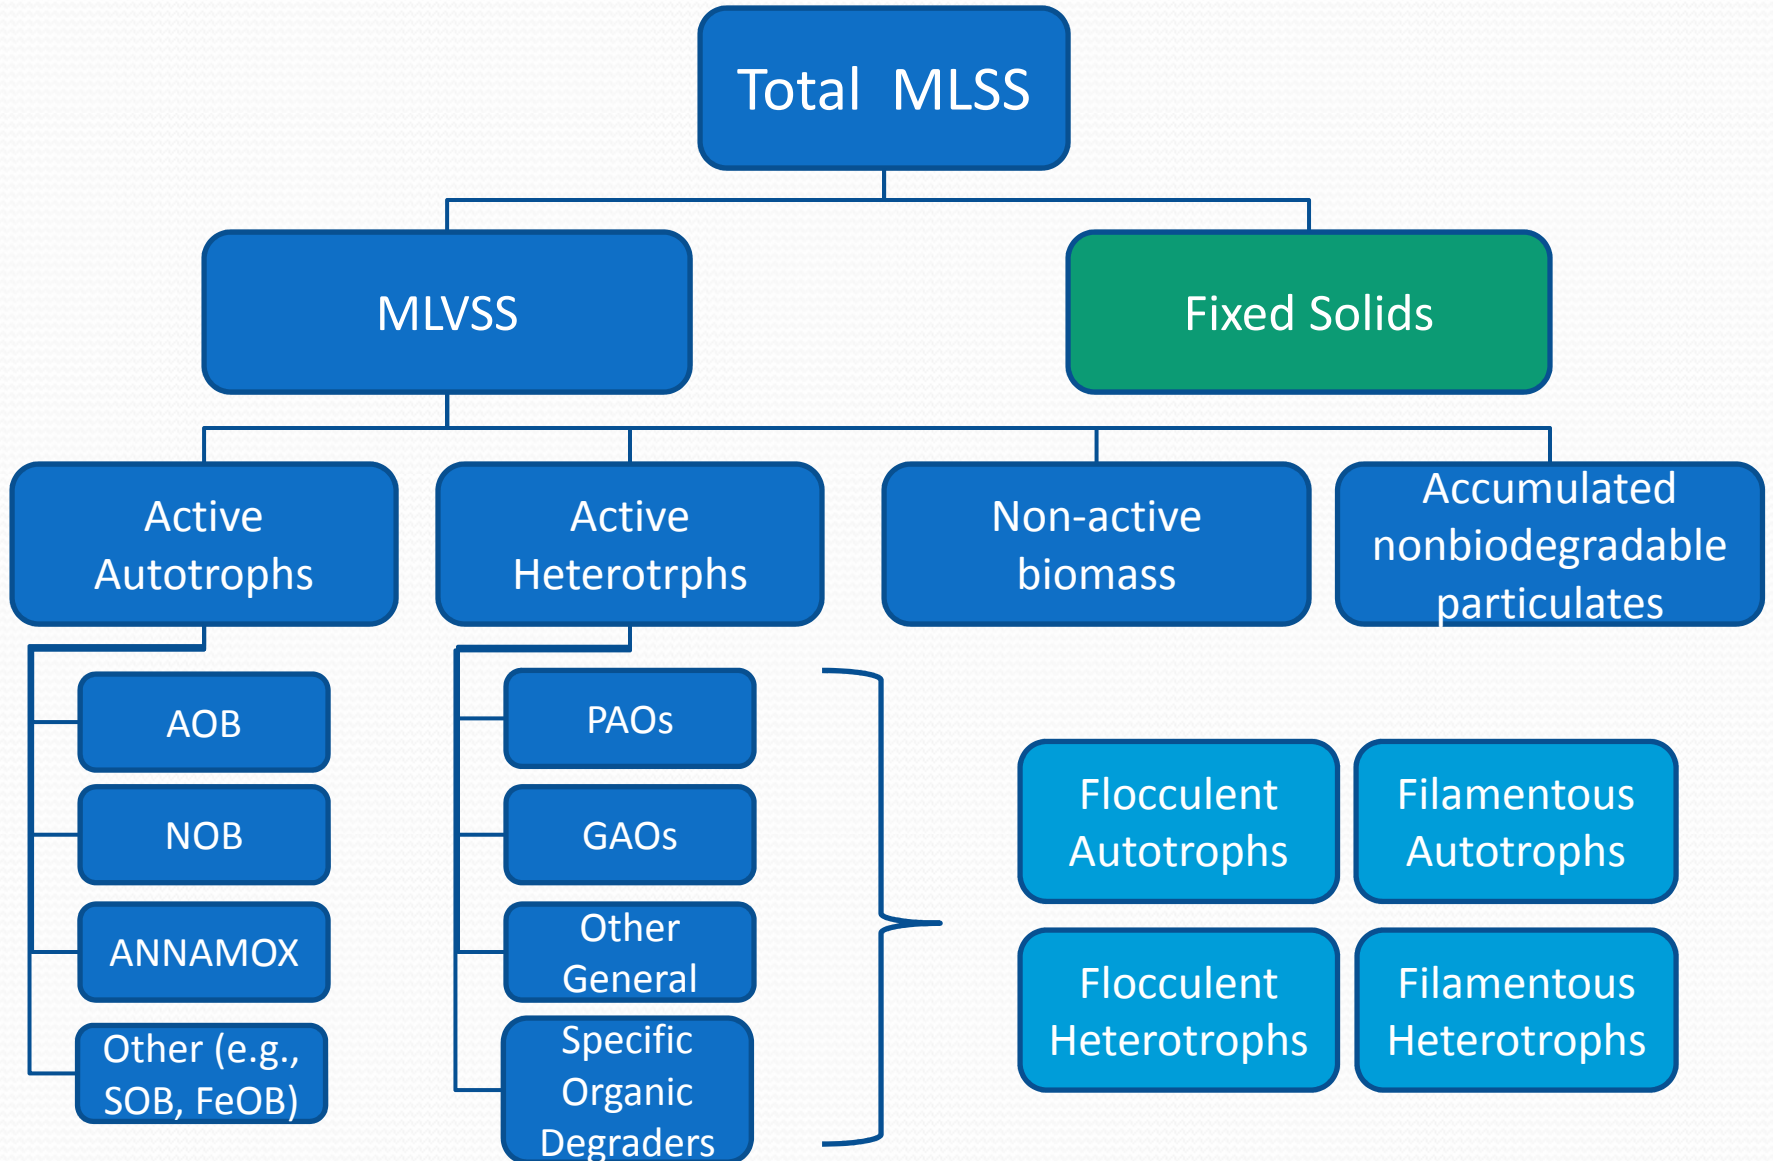 Total MLSS
MLVSS
Fixed Solids
Active
Autotrophs
Active
Heterotrphs
Non-active
biomass
Accumulated
nonbiodegradable
particulates
AOB
NOB
ANNAMOX
Other (e.g.,
SOB, FeOB)
PAOs
GAOs
Other
General
Specific
Organic
Degraders
Flocculent
Autotrophs
Filamentous
Autotrophs
Flocculent
Heterotrophs
Filamentous
Heterotrophs